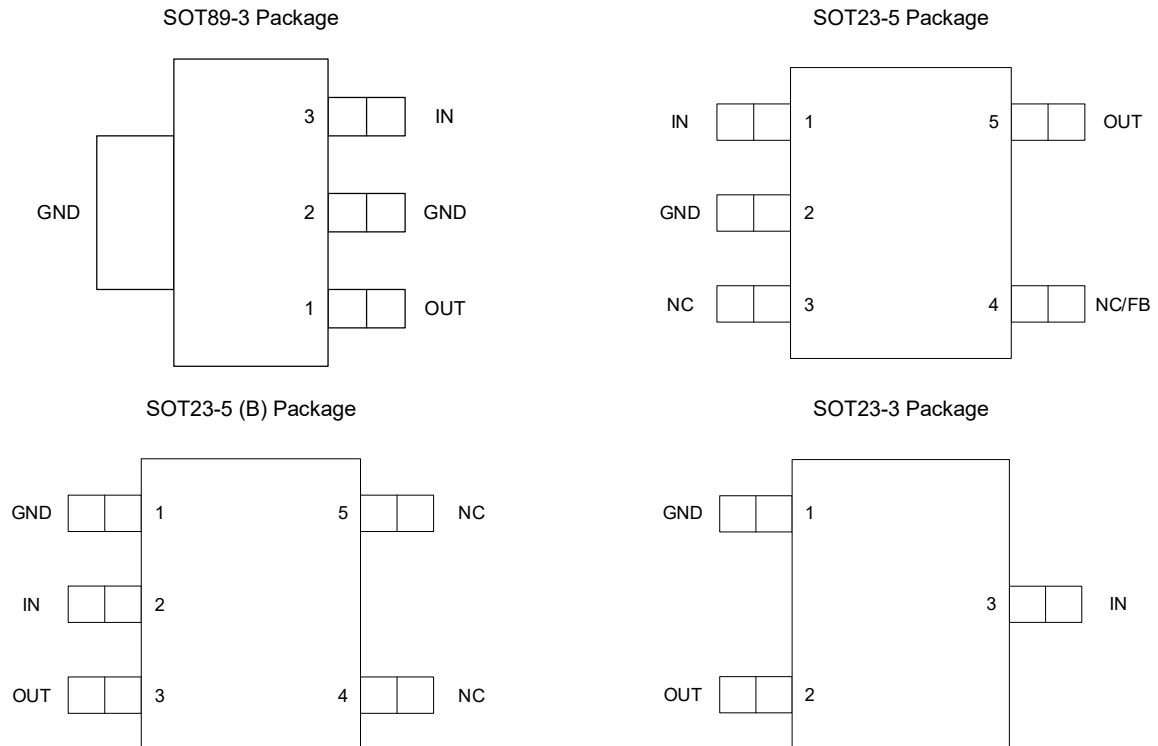 SOT89-3 Package
3 IN
GND
2 GND
1 OUT
SOT23-5 Package
IN 1 5 OUT
GND 2
NC 3 4 NC/FB
SOT23-5 (B) Package
GND 1 5 NC
IN 2
OUT 3 4 NC
SOT23-3 Package
GND 1
3 IN
OUT 2